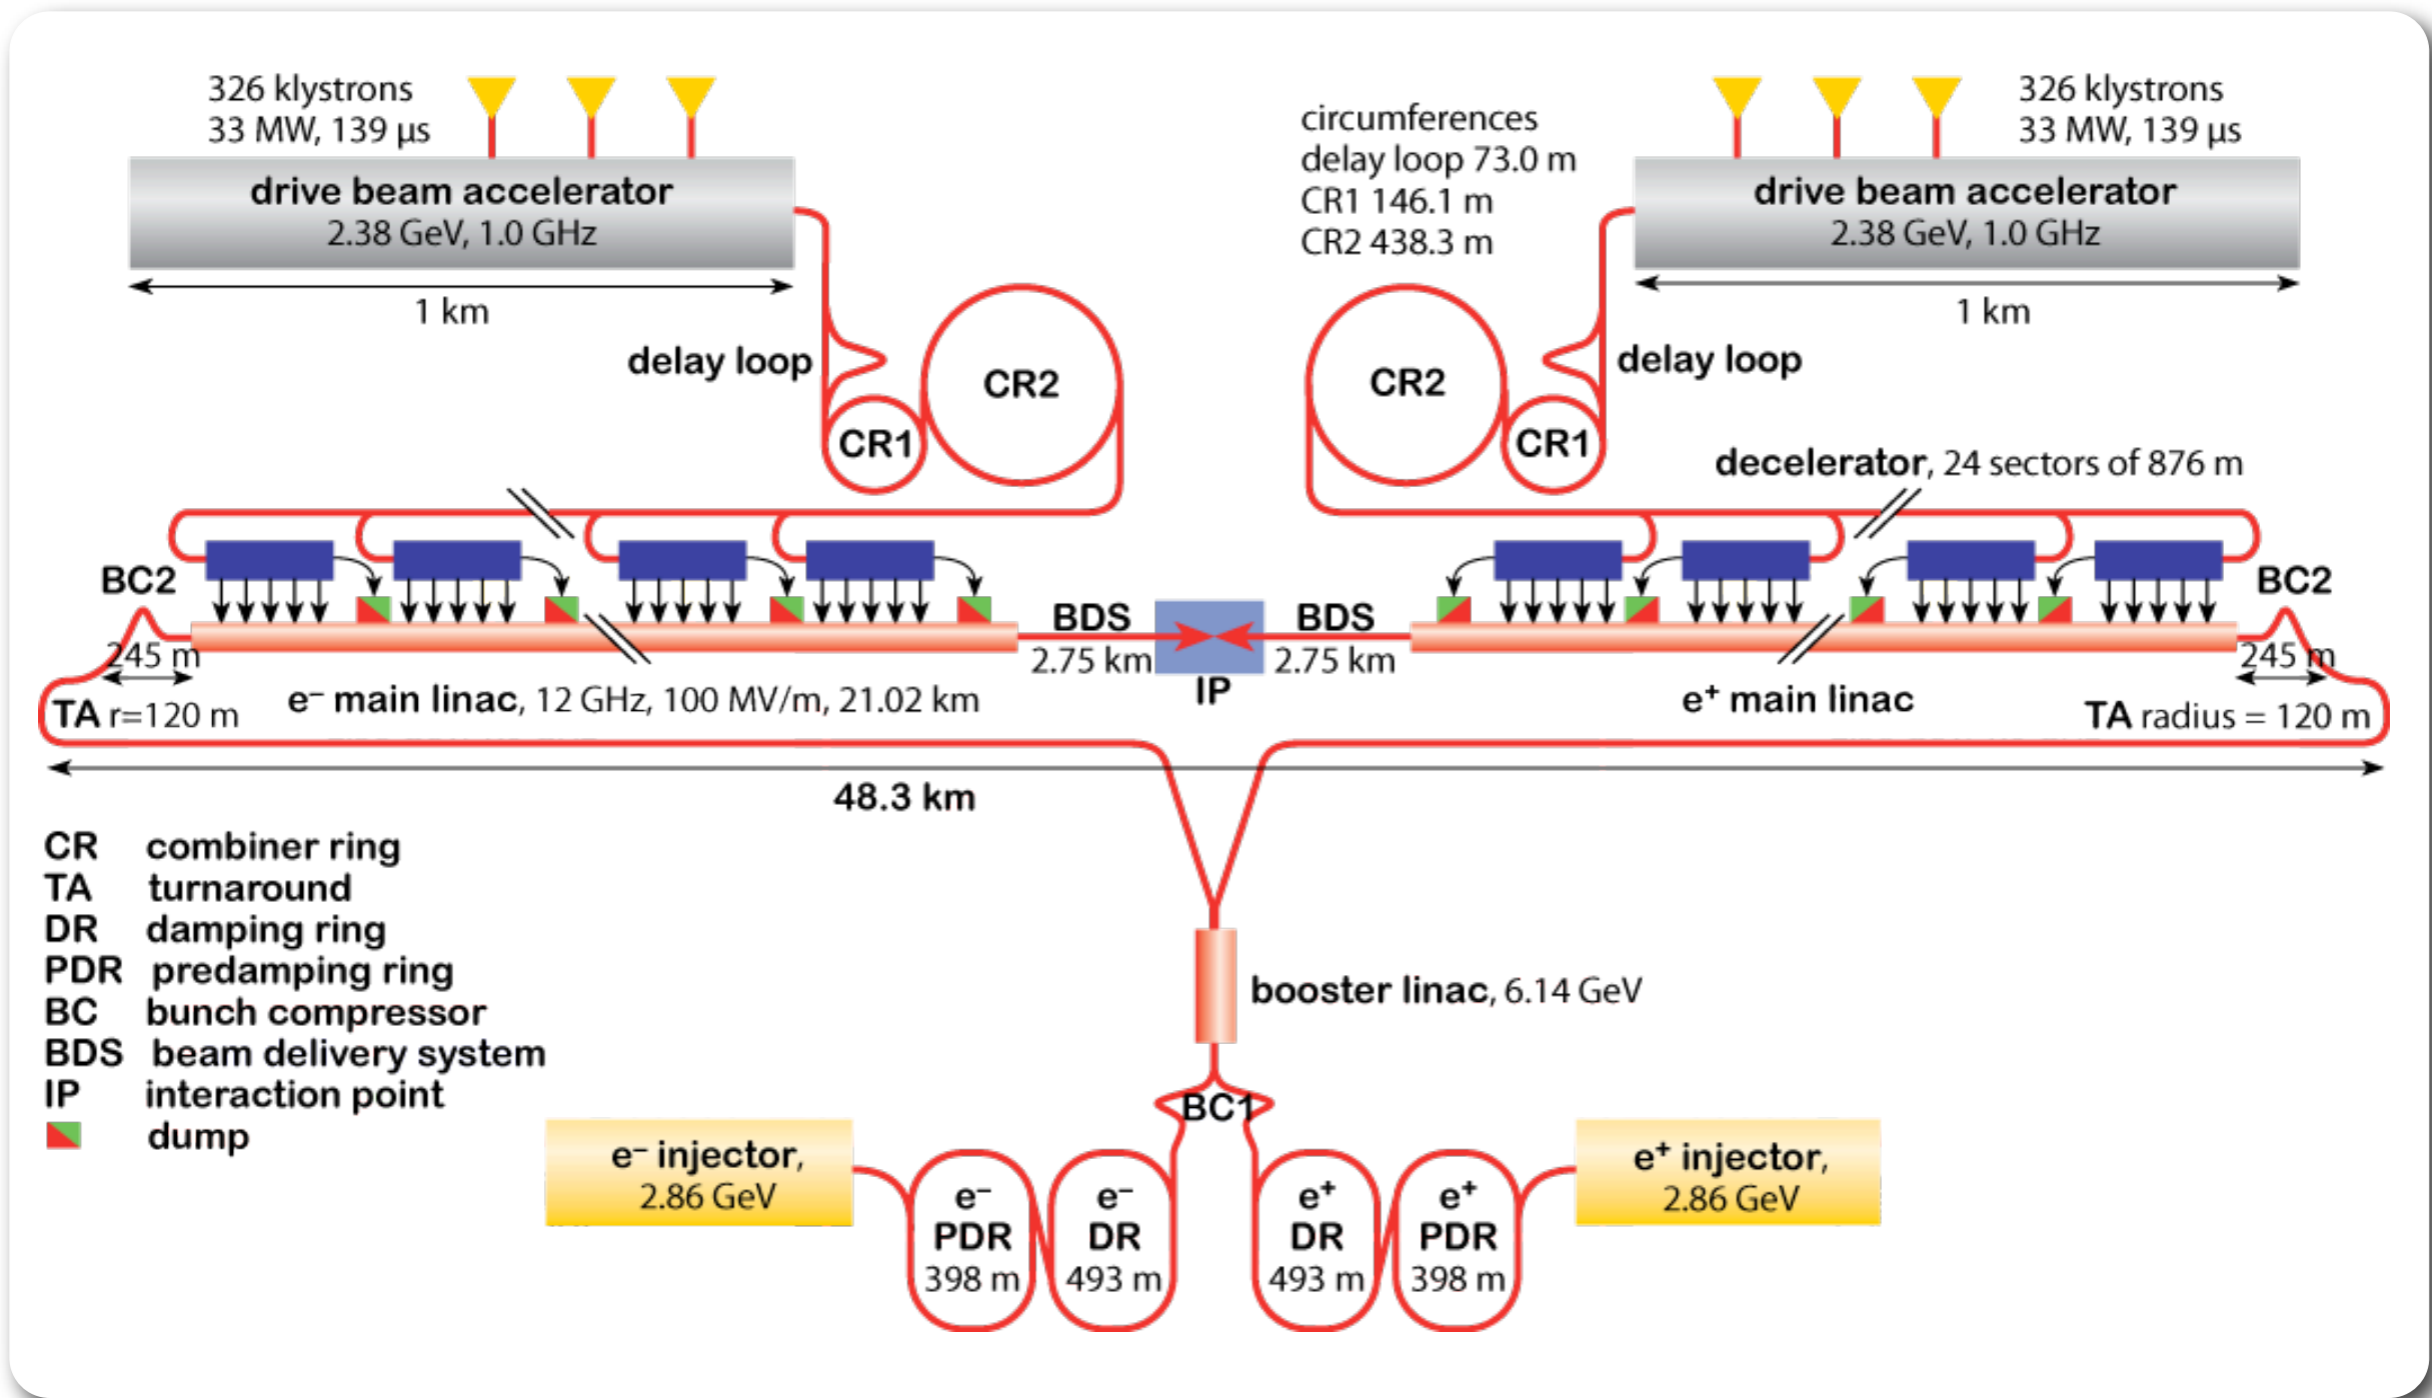 326 klystrons
33 MW, 139 μs
drive beam accelerator
2.38 GeV, 1.0 GHz
1 km
circumferences
delay loop 73.0 m
CR1 146.1 m
CR2 438.3 m
326 klystrons
33 MW, 139 μs
drive beam accelerator
2.38 GeV, 1.0 GHz
1 km
delay loop
CR2
CR1
CR2
CR1
delay loop
decelerator, 24 sectors of 876 m
BC2
245 m
TA r=120 m
e⁻ main linac, 12 GHz, 100 MV/m, 21.02 km
BDS
2.75 km
IP
BDS
2.75 km
e⁺ main linac
BC2
245 m
TA radius = 120 m
48.3 km
CR combiner ring
TA turnaround
DR damping ring
PDR predamping ring
BC bunch compressor
BDS beam delivery system
IP interaction point
dump
booster linac, 6.14 GeV
BC1
e⁻ injector,
2.86 GeV
e⁻
PDR
398 m
e⁻
DR
493 m
e⁺
DR
493 m
e⁺
PDR
398 m
e⁺ injector,
2.86 GeV